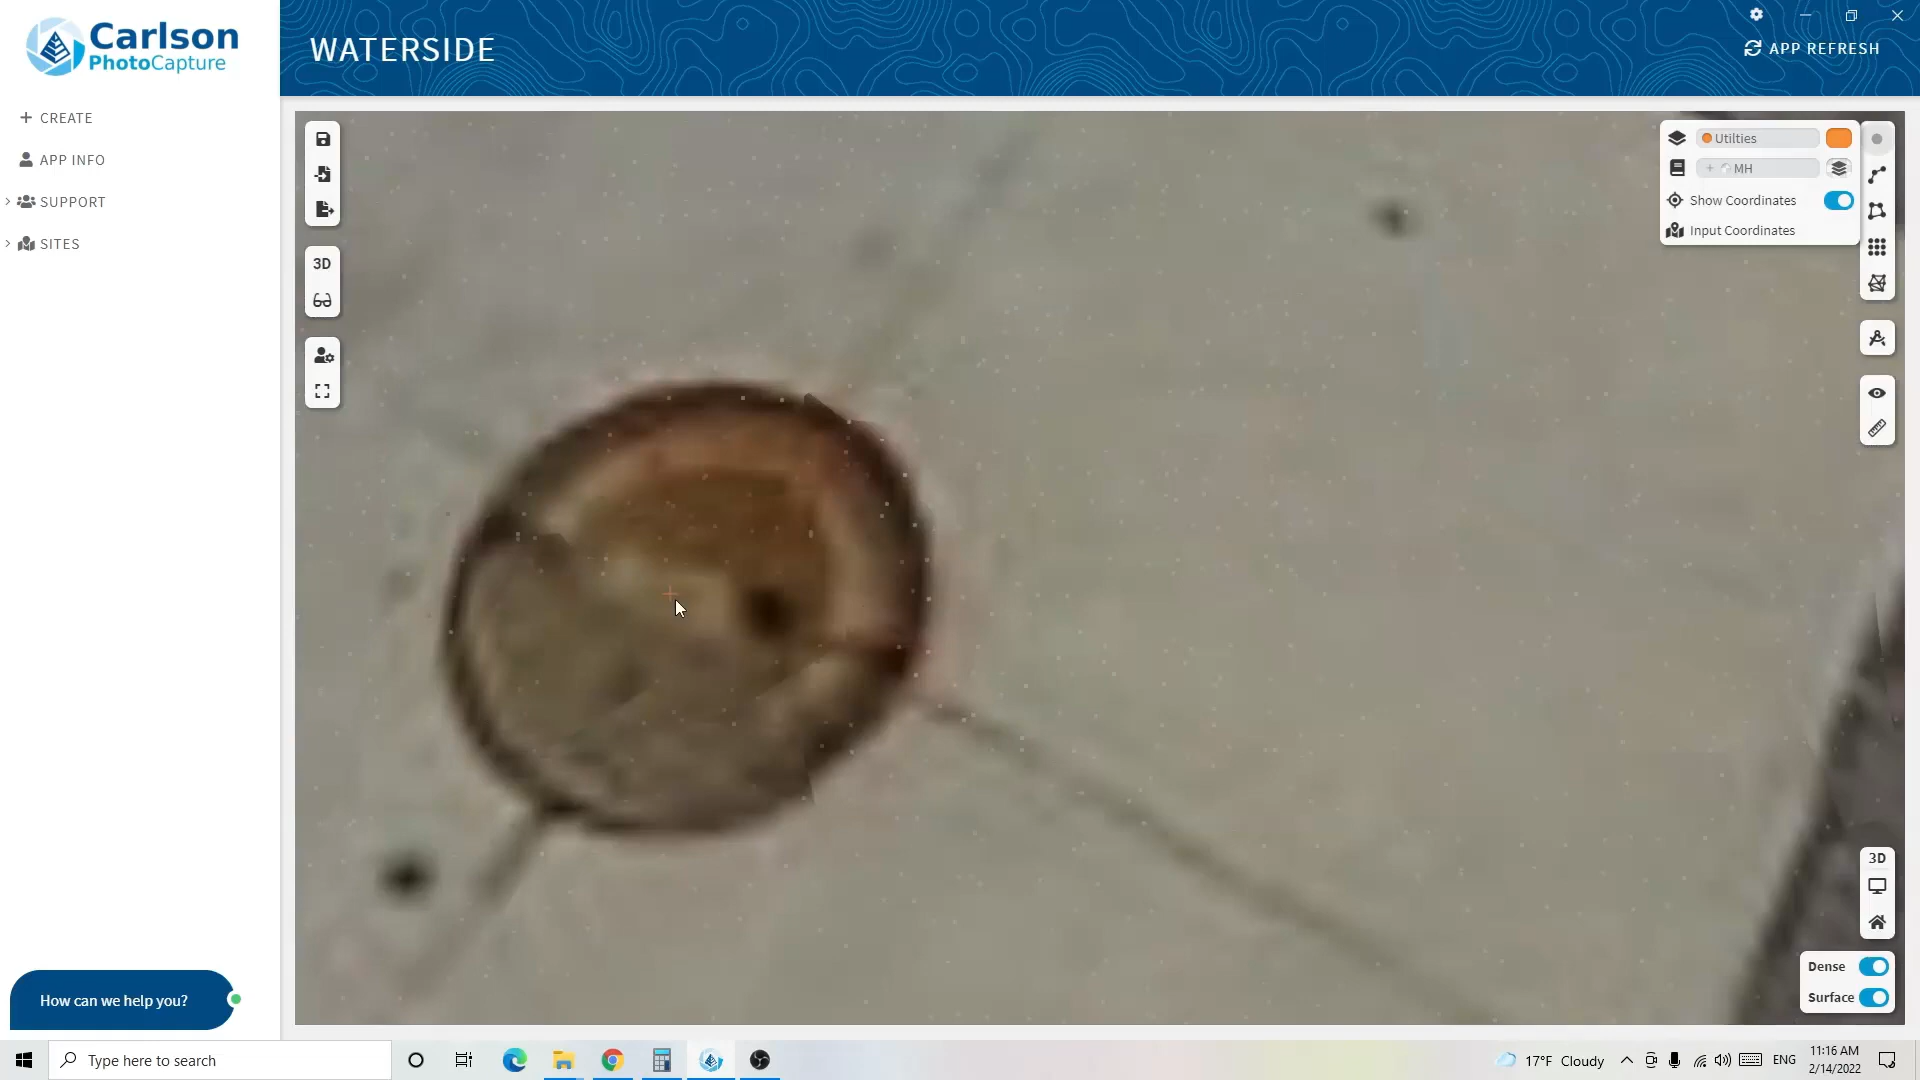 Carlson
PhotoCapture
WATERSIDE
APP REFRESH
CREATE
APP INFO
SUPPORT
SITES
3D
Utilties
MH
Show Coordinates
Input Coordinates
3D
Dense
Surface
How can we help you?
Type here to search
17°F Cloudy
ENG
11:16 AM
2/14/2022